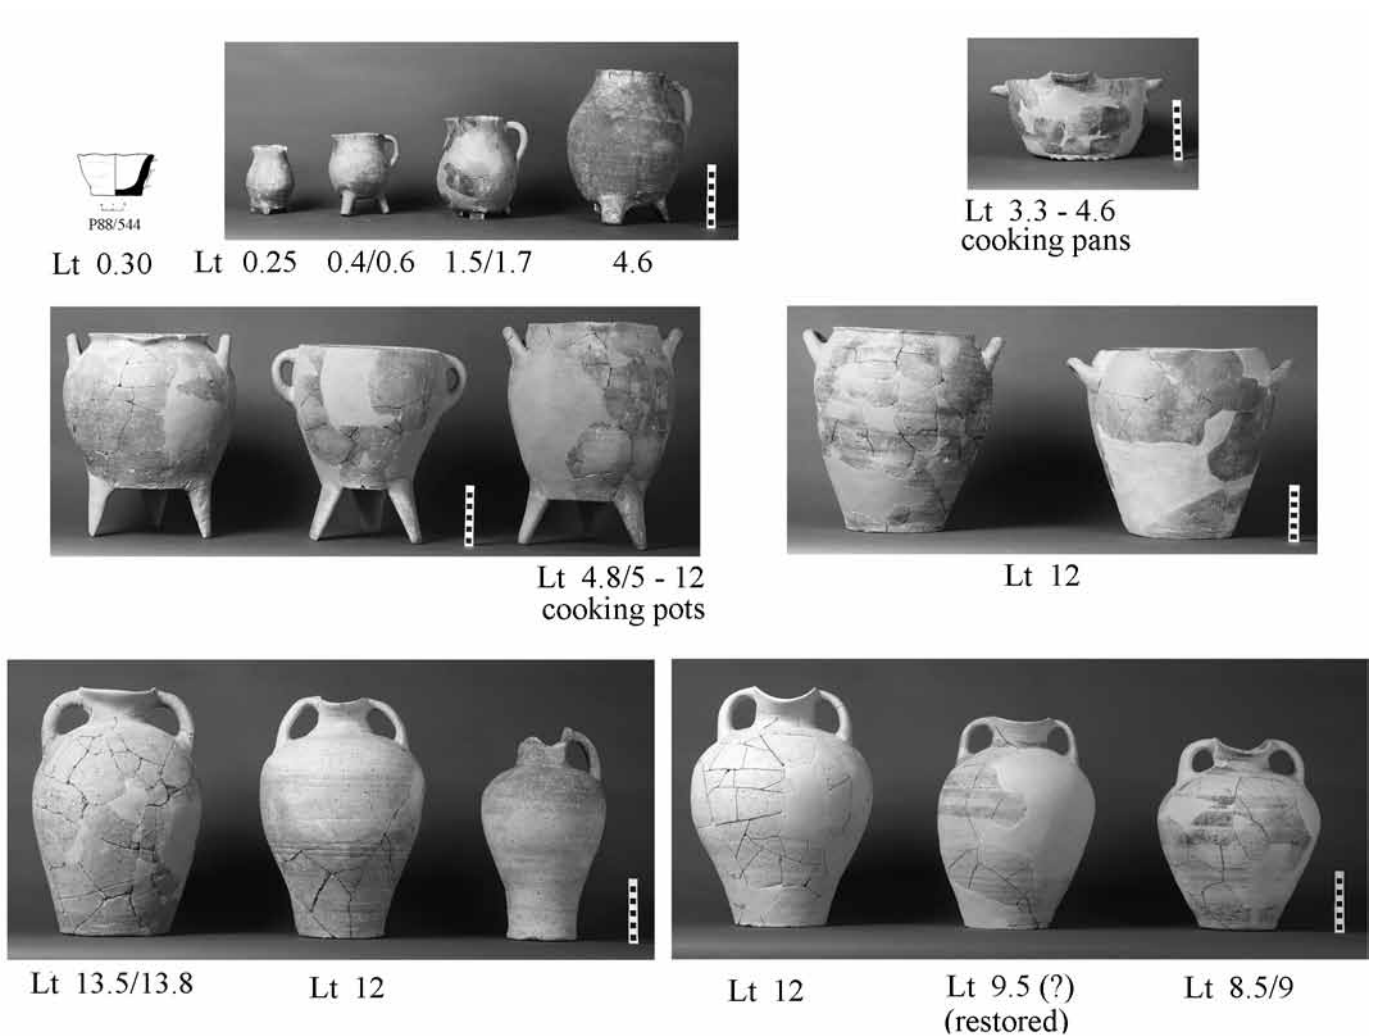 P88/544
Lt 0.30
Lt 0.25 0.4/0.6 1.5/1.7 4.6
Lt 3.3 - 4.6
cooking pans
Lt 4.8/5 - 12
cooking pots
Lt 12
Lt 13.5/13.8
Lt 12
Lt 12
Lt 9.5 (?)
(restored)
Lt 8.5/9